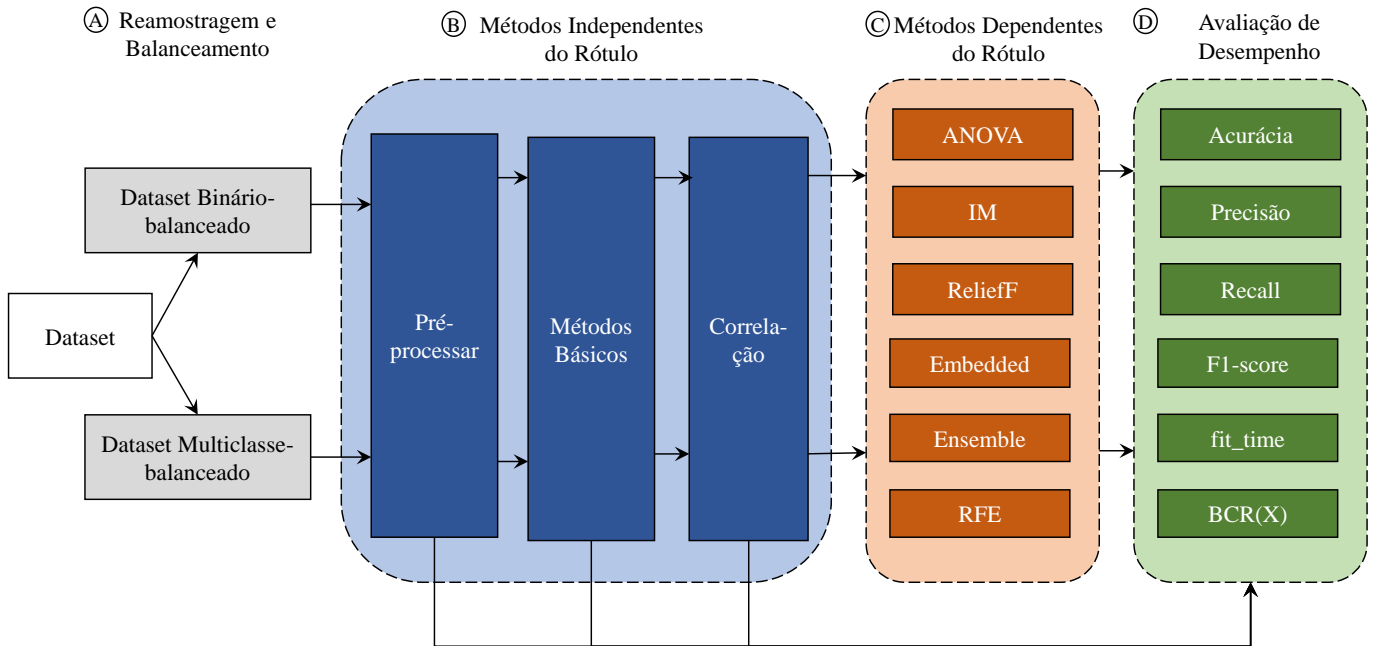 A Reamostragem e
Balanceamento
B Métodos Independentes
do Rótulo
C Métodos Dependentes
do Rótulo
D Avaliação de
Desempenho
Dataset
Dataset Binário-
balanceado
Dataset Multiclasse-
balanceado
Pré-
processar
Métodos
Básicos
Correla-
ção
ANOVA
IM
ReliefF
Embedded
Ensemble
RFE
Acurácia
Precisão
Recall
F1-score
fit_time
BCR(X)